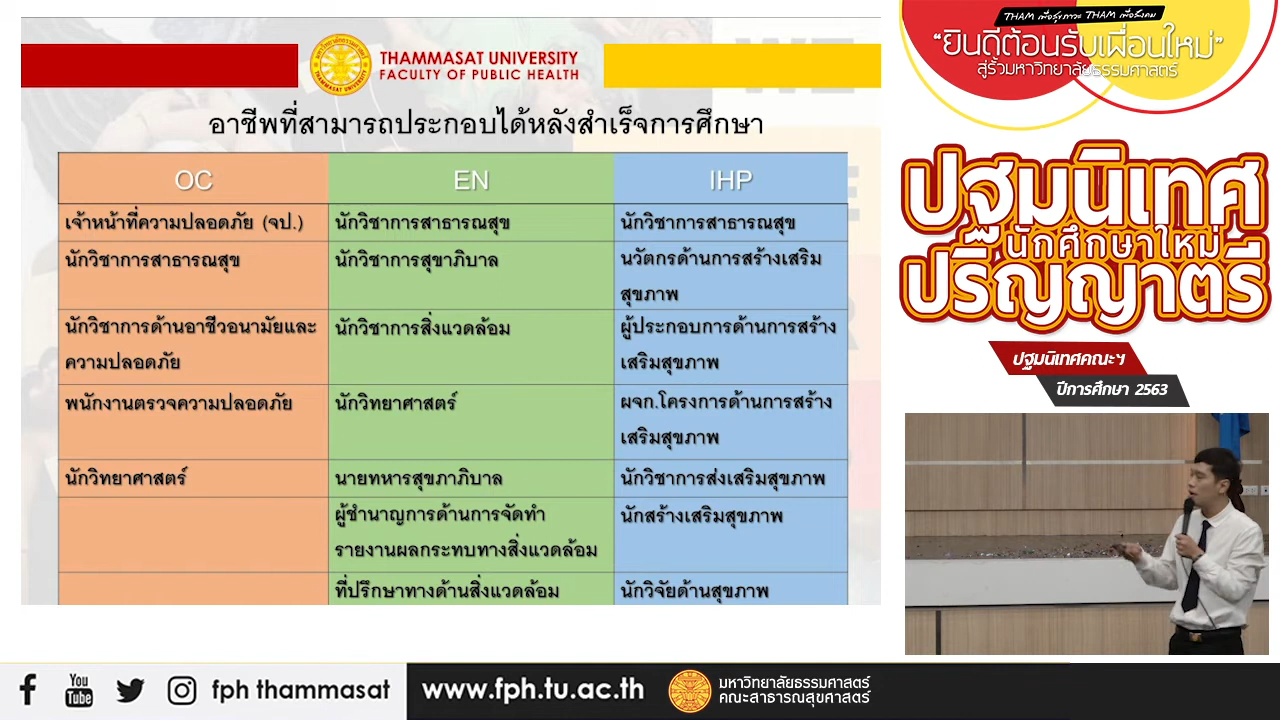 THAMMASAT UNIVERSITY
FACULTY OF PUBLIC HEALTH
อาชีพที่สามารถประกอบได้หลังสำเร็จการศึกษา
OC EN IHP
เจ้าหน้าที่ความปลอดภัย (จป.) นักวิชาการสาธารณสุข นักวิชาการสาธารณสุข
นักวิชาการสาธารณสุข นักวิชาการสุขาภิบาล นวัตกรด้านการสร้างเสริม
สุขภาพ
นักวิชาการด้านอาชีวอนามัยและ นักวิชาการสิ่งแวดล้อม ผู้ประกอบการด้านการสร้าง
ความปลอดภัย เสริมสุขภาพ
พนักงานตรวจความปลอดภัย นักวิทยาศาสตร์ ผจก.โครงการด้านการสร้าง
เสริมสุขภาพ
นักวิทยาศาสตร์ นายทหารสุขภาภิบาล นักวิชาการส่งเสริมสุขภาพ
ผู้ชำนาญการด้านการจัดทำ นักสร้างเสริมสุขภาพ
รายงานผลกระทบทางสิ่งแวดล้อม
ที่ปรึกษาทางด้านสิ่งแวดล้อม นักวิจัยด้านสุขภาพ
THAM เพื่อสุขภาวะ THAM เพื่อสังคม
“ยินดีต้อนรับเพื่อนใหม่”
สู่รั้วมหาวิทยาลัยธรรมศาสตร์
ปฐมนิเทศ
นักศึกษาใหม่
ปริญญาตรี
ปฐมนิเทศคณะฯ
ปีการศึกษา 2563
You
Tube
fph thammasat
www.fph.tu.ac.th
มหาวิทยาลัยธรรมศาสตร์
คณะสาธารณสุขศาสตร์